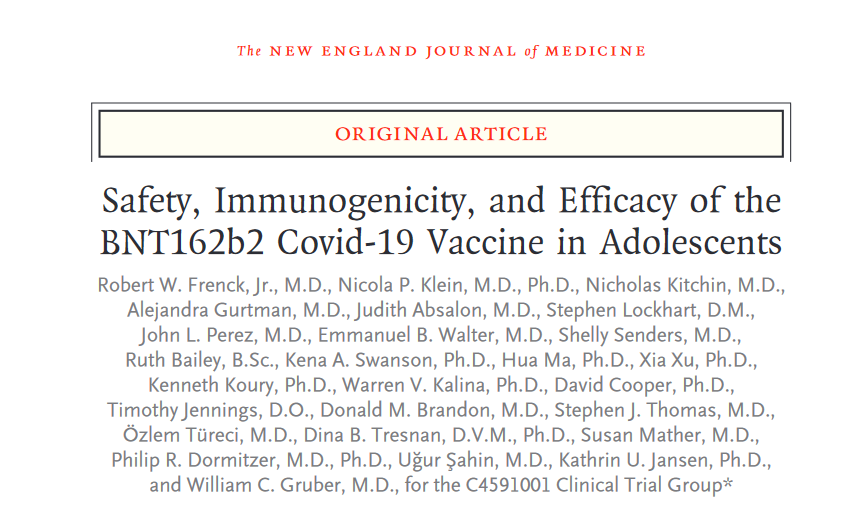 The NEW ENGLAND JOURNAL of MEDICINE
ORIGINAL ARTICLE
Safety, Immunogenicity, and Efficacy of the
BNT162b2 Covid-19 Vaccine in Adolescents
Robert W. Frenck, Jr., M.D., Nicola P. Klein, M.D., Ph.D., Nicholas Kitchin, M.D.,
Alejandra Gurtman, M.D., Judith Absalon, M.D., Stephen Lockhart, D.M.,
John L. Perez, M.D., Emmanuel B. Walter, M.D., Shelly Senders, M.D.,
Ruth Bailey, B.Sc., Kena A. Swanson, Ph.D., Hua Ma, Ph.D., Xia Xu, Ph.D.,
Kenneth Koury, Ph.D., Warren V. Kalina, Ph.D., David Cooper, Ph.D.,
Timothy Jennings, D.O., Donald M. Brandon, M.D., Stephen J. Thomas, M.D.,
Özlem Türeci, M.D., Dina B. Tresnan, D.V.M., Ph.D., Susan Mather, M.D.,
Philip R. Dormitzer, M.D., Ph.D., Uğur Şahin, M.D., Kathrin U. Jansen, Ph.D.,
and William C. Gruber, M.D., for the C4591001 Clinical Trial Group*